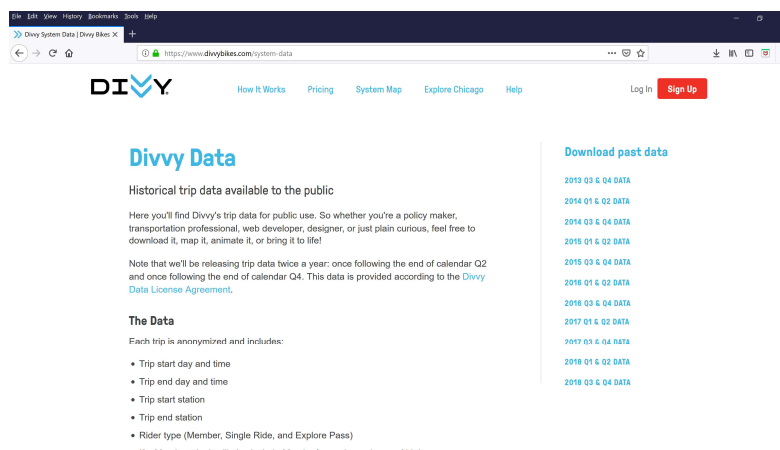 File Edit View History Bookmarks Tools Help
Divvy System Data | Divvy Bikes
https://www.divvybikes.com/system-data
DIVVY
How It Works Pricing System Map Explore Chicago Help Log In Sign Up
Divvy Data
Historical trip data available to the public
Here you'll find Divvy's trip data for public use. So whether you're a policy maker,
transportation professional, web developer, designer, or just plain curious, feel free to
download it, map it, animate it, or bring it to life!
Note that we'll be releasing trip data twice a year: once following the end of calendar Q2
and once following the end of calendar Q4. This data is provided according to the Divvy
Data License Agreement.
The Data
Each trip is anonymized and includes:
• Trip start day and time
• Trip end day and time
• Trip start station
• Trip end station
• Rider type (Member, Single Ride, and Explore Pass)
Download past data
2013 Q3 & Q4 DATA
2014 Q1 & Q2 DATA
2014 Q3 & Q4 DATA
2015 Q1 & Q2 DATA
2015 Q3 & Q4 DATA
2016 Q1 & Q2 DATA
2016 Q3 & Q4 DATA
2017 Q1 & Q2 DATA
2017 Q3 & Q4 DATA
2018 Q1 & Q2 DATA
2018 Q3 & Q4 DATA